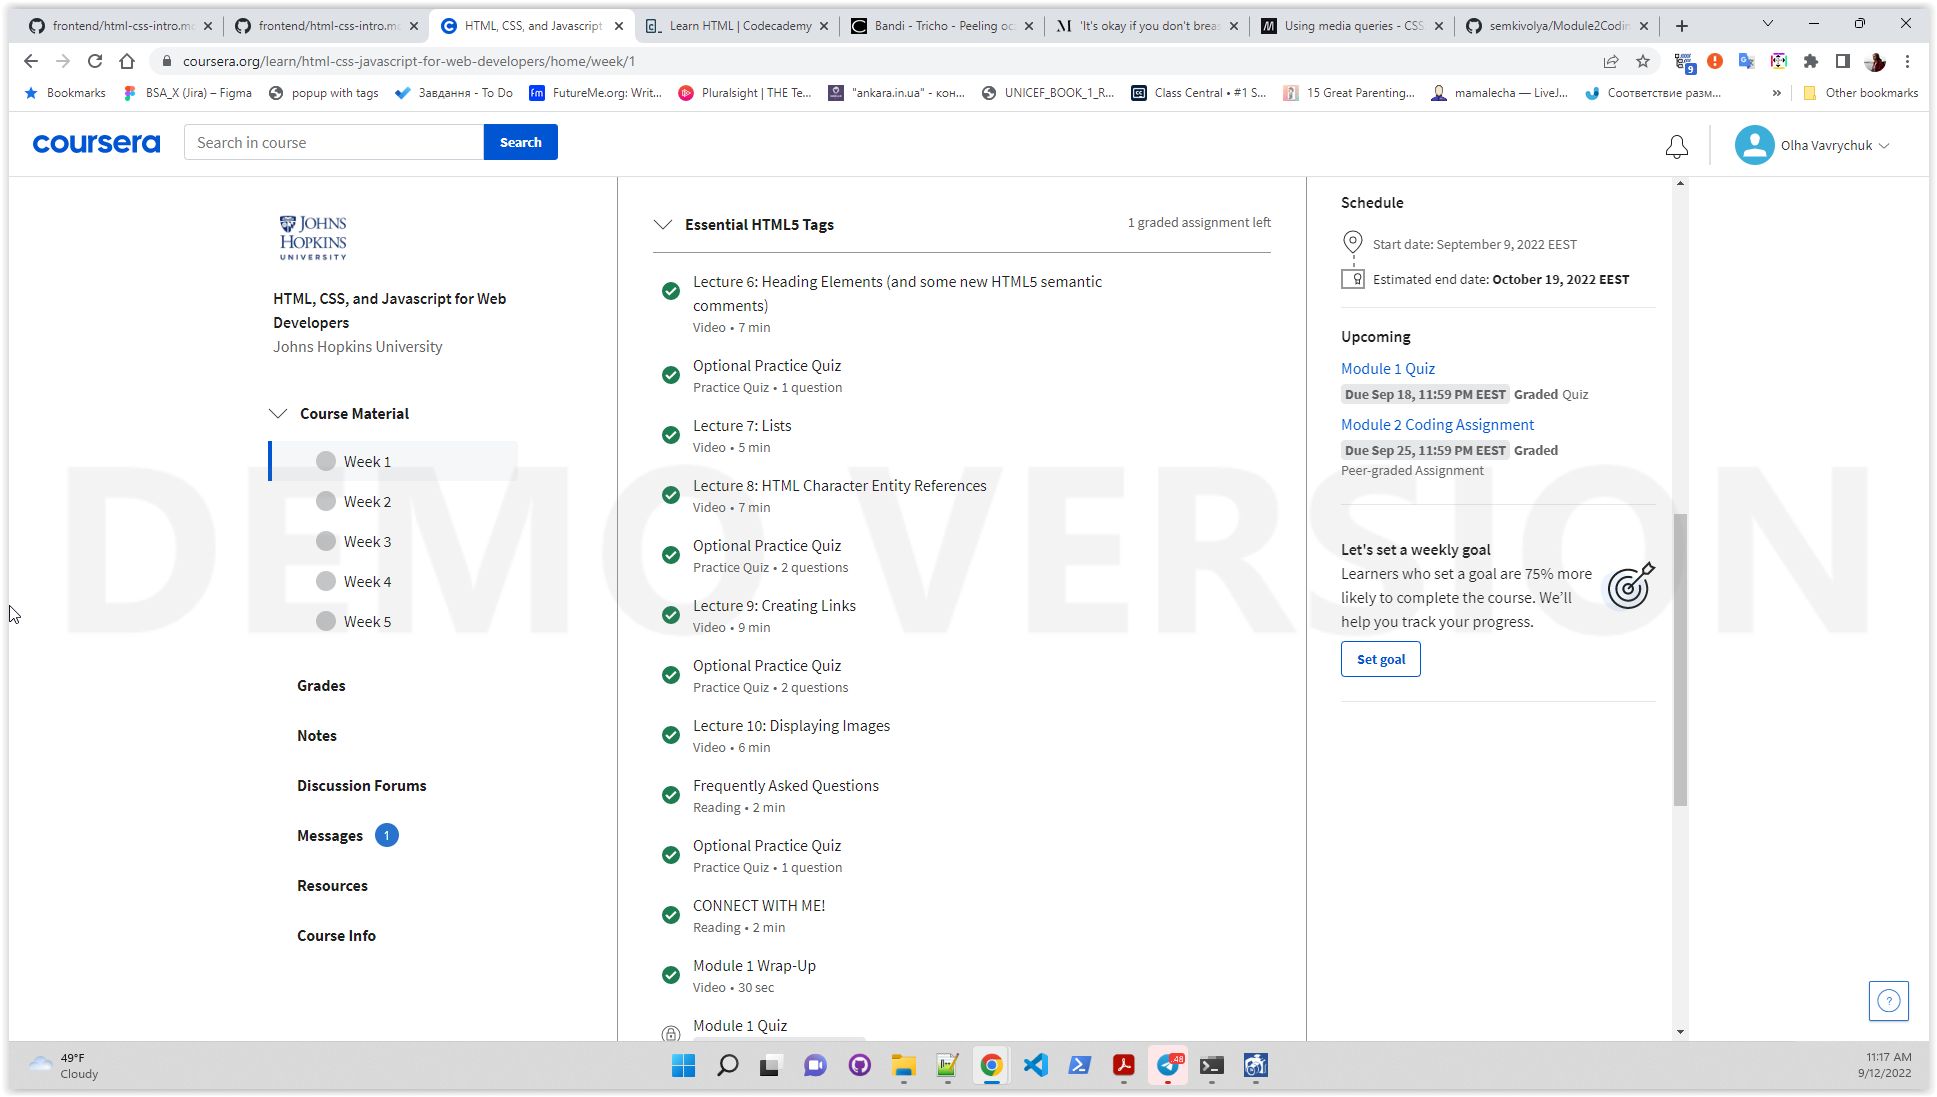 frontend/html-css-intro.mc
frontend/html-css-intro.mc
HTML, CSS, and Javascript
Learn HTML | Codecademy
Bandi - Tricho - Peeling oc
'It's okay if you don't brea
Using media queries - CSS
semkivolya/Module2Codin
coursera.org/learn/html-css-javascript-for-web-developers/home/week/1
9
Bookmarks
BSA_X (Jira) – Figma
popup with tags
Завдання - To Do
FutureMe.org: Writ...
Pluralsight | THE Te...
"ankara.in.ua" - кон...
UNICEF_BOOK_1_R...
Class Central • #1 S...
15 Great Parenting...
mamalecha — LiveJ...
Соответствие разм...
»
Other bookmarks
coursera
Search in course
Search
Olha Vavrychuk
JOHNS
HOPKINS
UNIVERSITY
HTML, CSS, and Javascript for Web
Developers
Johns Hopkins University
Course Material
Week 1
Week 2
Week 3
Week 4
Week 5
Grades
Notes
Discussion Forums
Messages 1
Resources
Course Info
Essential HTML5 Tags
1 graded assignment left
Lecture 6: Heading Elements (and some new HTML5 semantic
comments)
Video • 7 min
Optional Practice Quiz
Practice Quiz • 1 question
Lecture 7: Lists
Video • 5 min
Lecture 8: HTML Character Entity References
Video • 7 min
Optional Practice Quiz
Practice Quiz • 2 questions
Lecture 9: Creating Links
Video • 9 min
Optional Practice Quiz
Practice Quiz • 2 questions
Lecture 10: Displaying Images
Video • 6 min
Frequently Asked Questions
Reading • 2 min
Optional Practice Quiz
Practice Quiz • 1 question
CONNECT WITH ME!
Reading • 2 min
Module 1 Wrap-Up
Video • 30 sec
Module 1 Quiz
Schedule
Start date: September 9, 2022 EEST
Estimated end date: October 19, 2022 EEST
Upcoming
Module 1 Quiz
Due Sep 18, 11:59 PM EEST Graded Quiz
Module 2 Coding Assignment
Due Sep 25, 11:59 PM EEST Graded
Peer-graded Assignment
Let's set a weekly goal
Learners who set a goal are 75% more
likely to complete the course. We'll
help you track your progress.
Set goal
?
DEMO VERSION
49°F
Cloudy
48
11:17 AM
9/12/2022